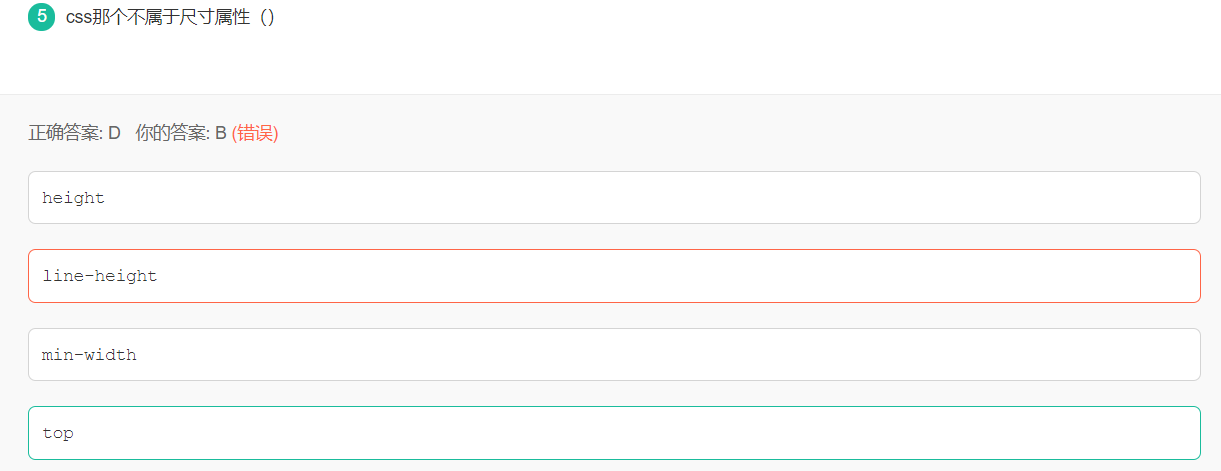 5 css那个不属于尺寸属性（）
正确答案: D 你的答案: B (错误)
height
line-height
min-width
top